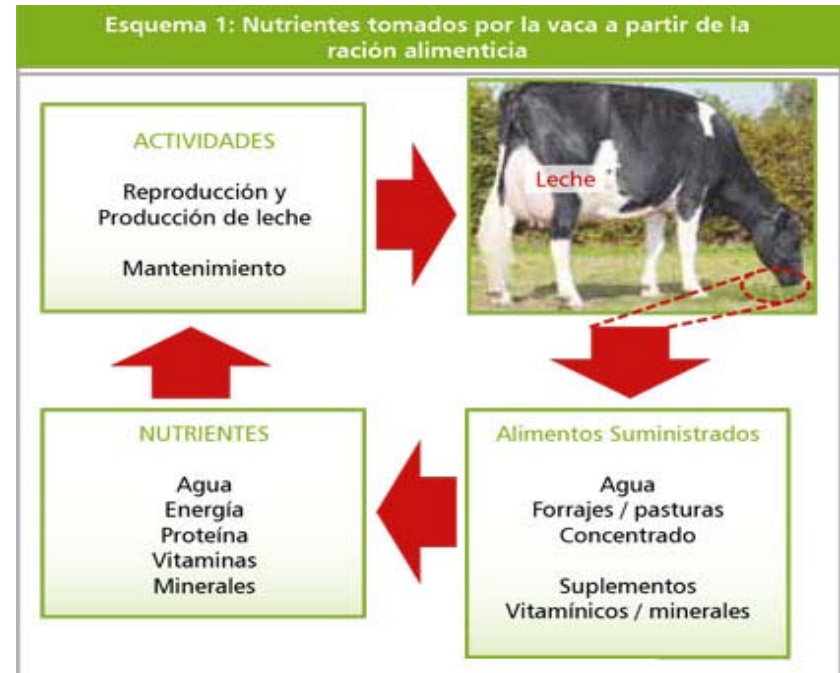 Esquema 1: Nutrientes tomados por la vaca a partir de la
ración alimenticia
ACTIVIDADES
Reproducción y
Producción de leche
Mantenimiento
Leche
NUTRIENTES
Agua
Energía
Proteína
Vitaminas
Minerales
Alimentos Suministrados
Agua
Forrajes / pasturas
Concentrado
Suplementos
Vitamínicos / minerales